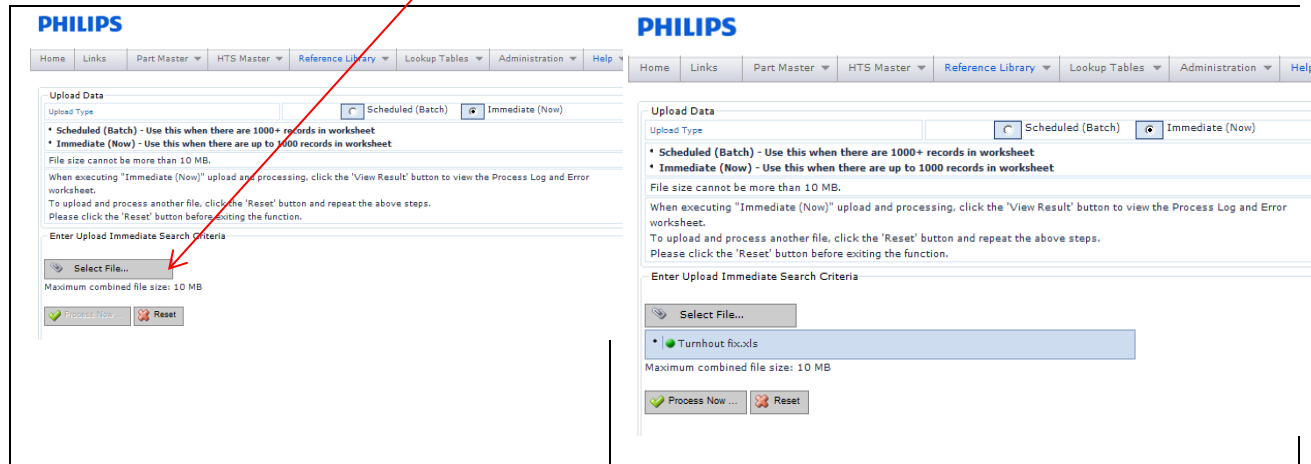 PHILIPS
Home Links Part Master HTS Master Reference Library Lookup Tables Administration Help
Upload Data
Upload Type Scheduled (Batch) Immediate (Now)
• Scheduled (Batch) - Use this when there are 1000+ records in worksheet
• Immediate (Now) - Use this when there are up to 1000 records in worksheet
File size cannot be more than 10 MB.
When executing "Immediate (Now)" upload and processing, click the 'View Result' button to view the Process Log and Error
worksheet.
To upload and process another file, click the 'Reset' button and repeat the above steps.
Please click the 'Reset' button before exiting the function.
Enter Upload Immediate Search Criteria
Select File...
Maximum combined file size: 10 MB
Process Now ... Reset
PHILIPS
Home Links Part Master HTS Master Reference Library Lookup Tables Administration Help
Upload Data
Upload Type Scheduled (Batch) Immediate (Now)
• Scheduled (Batch) - Use this when there are 1000+ records in worksheet
• Immediate (Now) - Use this when there are up to 1000 records in worksheet
File size cannot be more than 10 MB.
When executing "Immediate (Now)" upload and processing, click the 'View Result' button to view the Process Log and Error
worksheet.
To upload and process another file, click the 'Reset' button and repeat the above steps.
Please click the 'Reset' button before exiting the function.
Enter Upload Immediate Search Criteria
Select File...
• Turnhout fix.xls
Maximum combined file size: 10 MB
Process Now ... Reset